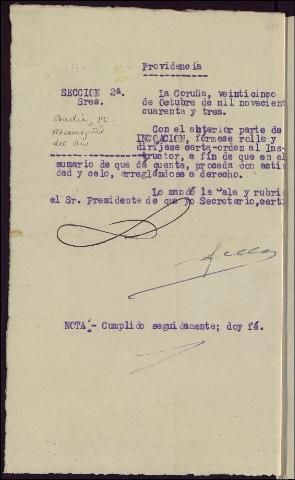 Providencia
SECCION 2ª.
Sres.
La Coruña, veinticinco
de Octubre de mil novecient
cuarenta y tres.
Con el anterior parte de
INCOACION, fórmese rollo y
diríjase carta-orden al Ins-
tructor, a fin de que en el
sumario de que da cuenta, proceda con acti
dad y celo, arreglándose a derecho.
Lo mandó la Sala y rubric
el Sr. Presidente de que yo Secretario, certi
NOTA - Cumplido seguidamente; doy fé.